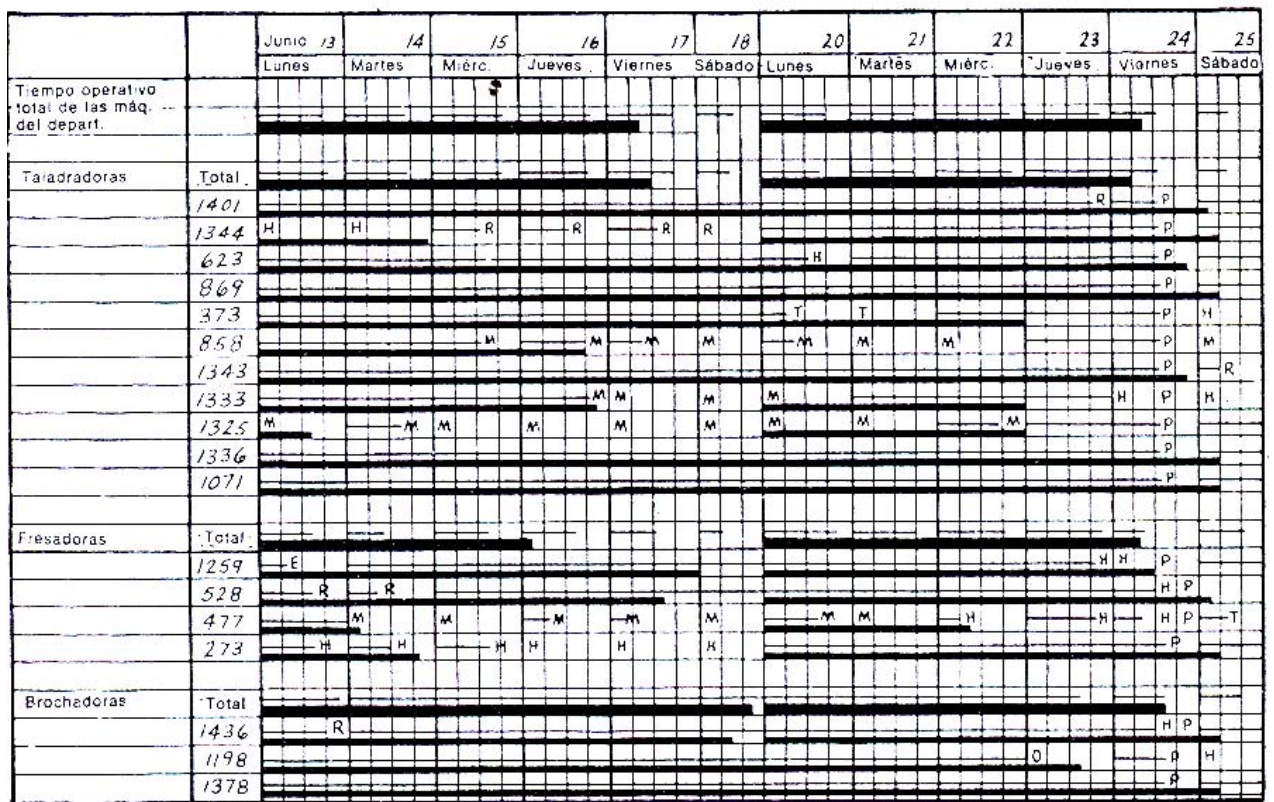 Junio 13 14 15 16 17 18 20 21 22 23 24 25
Lunes Martes Miérc. Jueves Viernes Sábado Lunes Martes Miérc. Jueves Viernes Sábado
Tiempo operativo
total de las máq.
del depart.
Taladradoras Total
1401 R P
1344 H H R R R R P
623 H P
869 P
373 T T P H
858 M M M M M M M P M
1343 P R
1333 M M M M H P H
1325 M M M M M M M M M P
1336 P
1071 P
Fresadoras Total
1259 E H H P
528 R R H P
477 M M M M M M M H H H P T
273 H H H H H H P
Brochadoras Total
1436 R H P
1198 O P H
1378 P